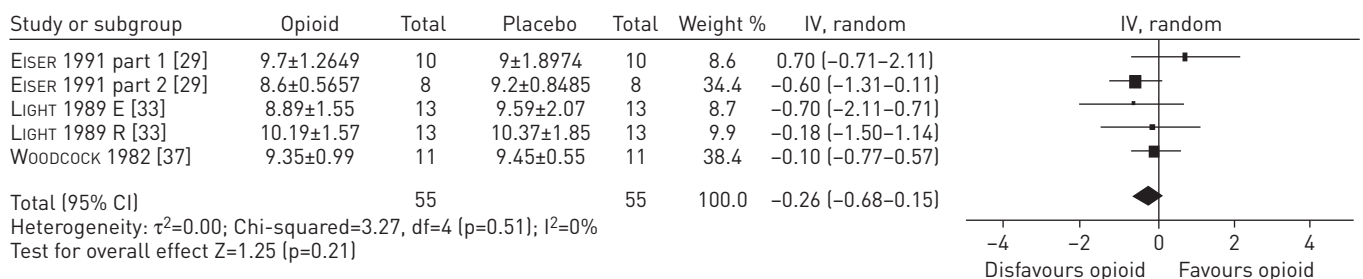 Study or subgroup Opioid Total Placebo Total Weight % IV, random IV, random
EISER 1991 part 1 [29] 9.7±1.2649 10 9±1.8974 10 8.6 0.70 (–0.71–2.11)
EISER 1991 part 2 [29] 8.6±0.5657 8 9.2±0.8485 8 34.4 –0.60 (–1.31–0.11)
LIGHT 1989 E [33] 8.89±1.55 13 9.59±2.07 13 8.7 –0.70 (–2.11–0.71)
LIGHT 1989 R [33] 10.19±1.57 13 10.37±1.85 13 9.9 –0.18 (–1.50–1.14)
WOODCOCK 1982 [37] 9.35±0.99 11 9.45±0.55 11 38.4 –0.10 (–0.77–0.57)
Total (95% CI) 55 55 100.0 –0.26 (–0.68–0.15)
Heterogeneity: τ²=0.00; Chi-squared=3.27, df=4 (p=0.51); I²=0%
Test for overall effect Z=1.25 (p=0.21)
–4 –2 0 2 4
Disfavours opioid Favours opioid